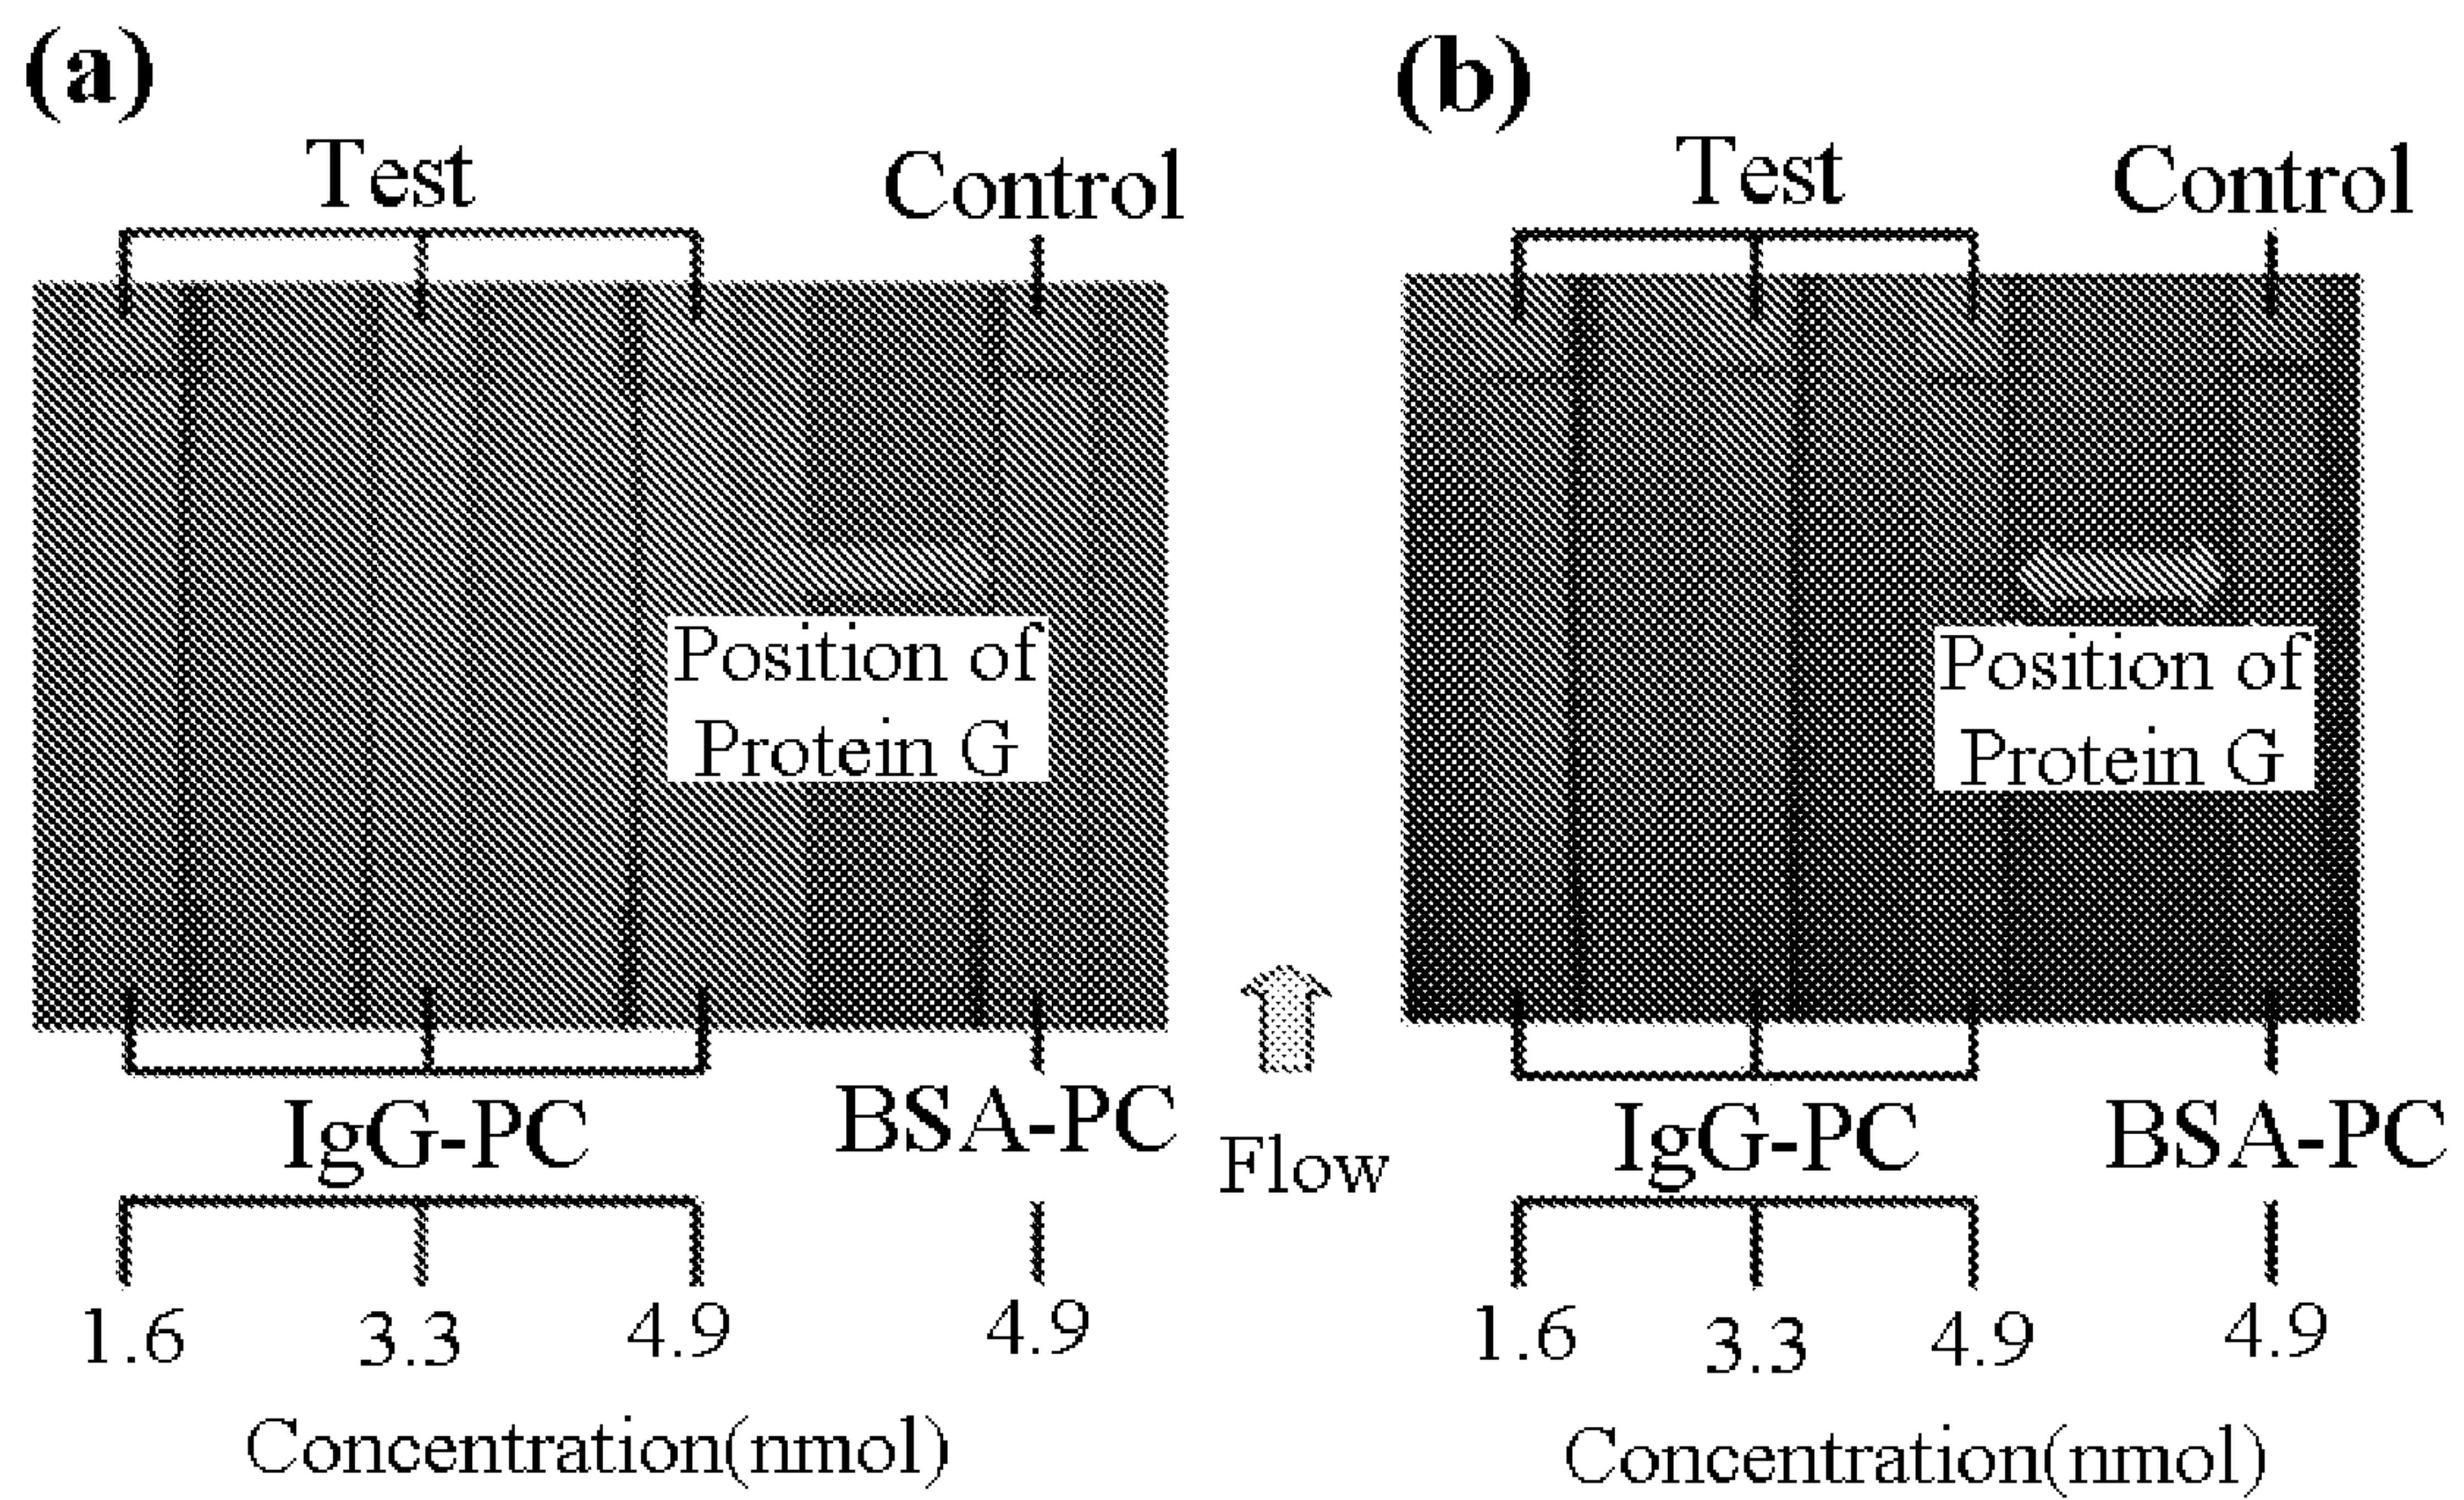 (a)
Test
Control
Position of
Protein G
IgG-PC
BSA-PC
1.6
3.3
4.9
4.9
Concentration(nmol)
Flow
(b)
Test
Control
Position of
Protein G
IgG-PC
BSA-PC
1.6
3.3
4.9
4.9
Concentration(nmol)